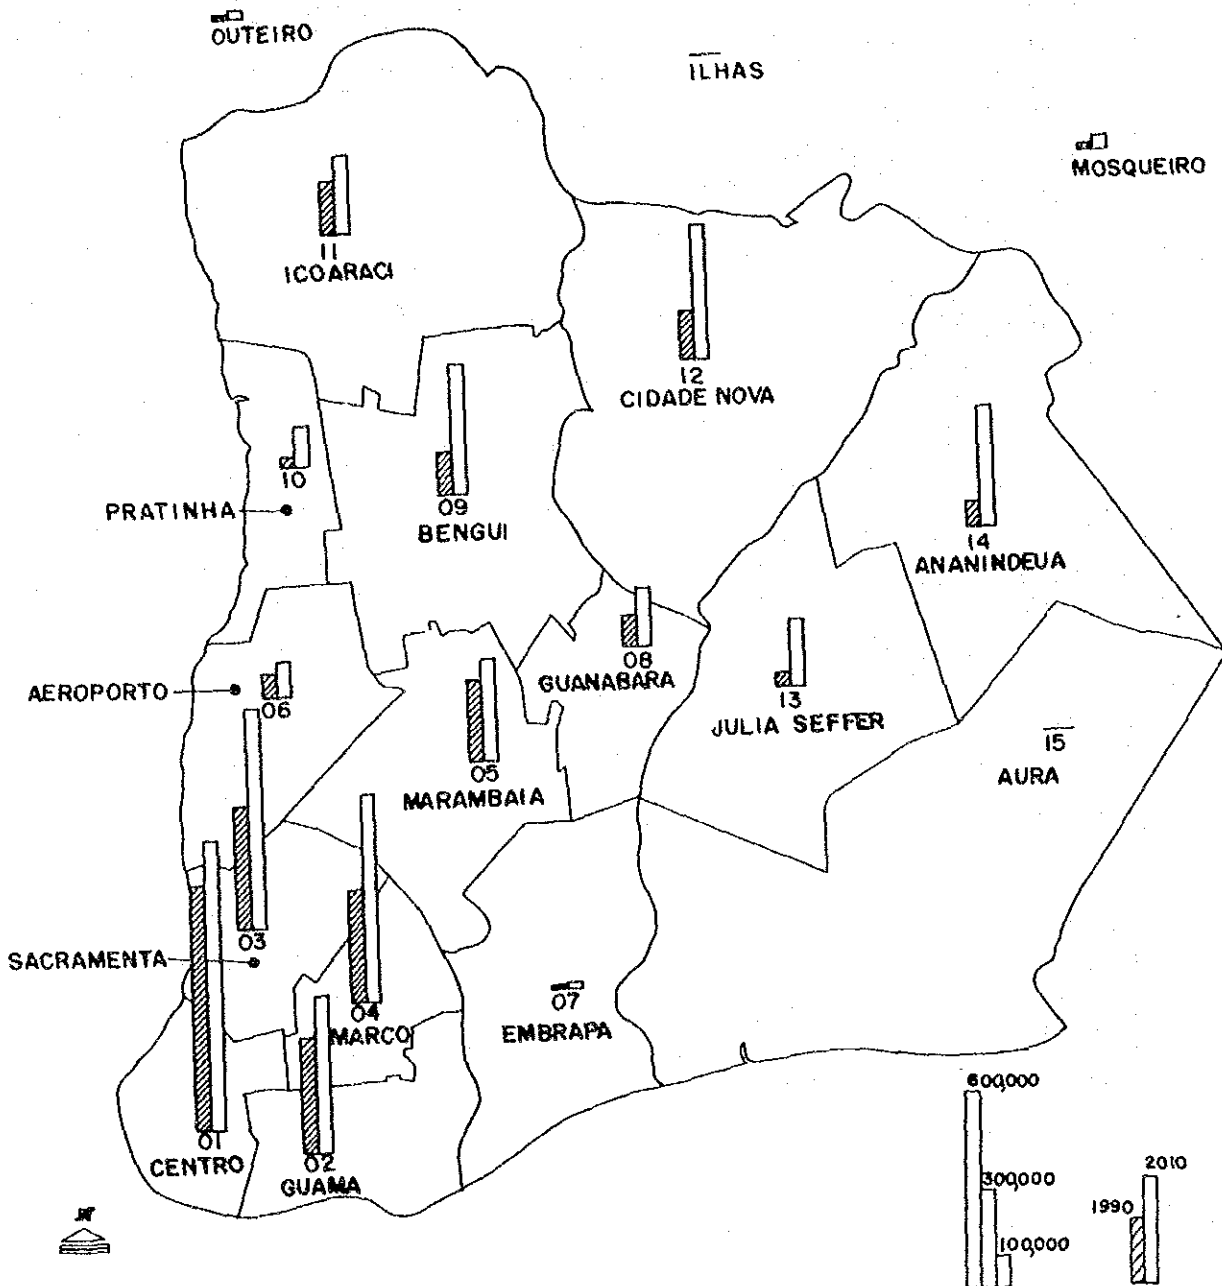 OUTEIRO
ILHAS
MOSQUEIRO
11
ICOARACI
12
CIDADE NOVA
10
PRATINHA
09
BENGUI
14
ANANINDEUA
08
GUANABARA
AEROPORTO
06
13
JULIA SEFFER
05
MARAMBAIA
15
AURA
03
SACRAMENTA
04
MARCO
07
EMBRAPA
01
CENTRO
02
GUAMA
N
600,000
300,000
100,000
2010
1990